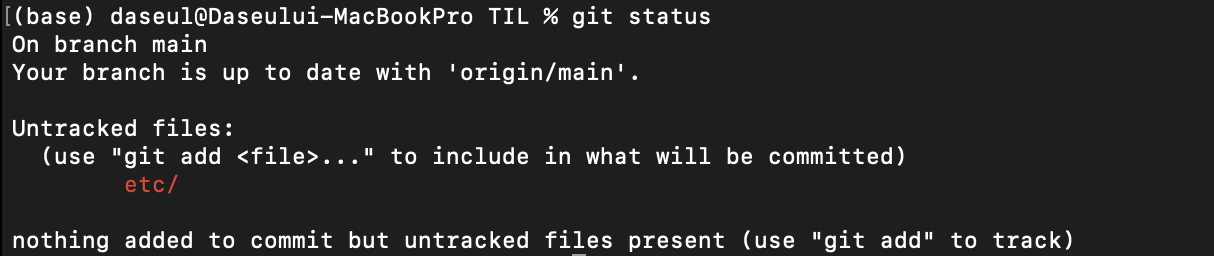 [(base) daseul@Daseului-MacBookPro TIL % git status
On branch main
Your branch is up to date with 'origin/main'.
Untracked files:
(use "git add <file>..." to include in what will be committed)
etc/
nothing added to commit but untracked files present (use "git add" to track)